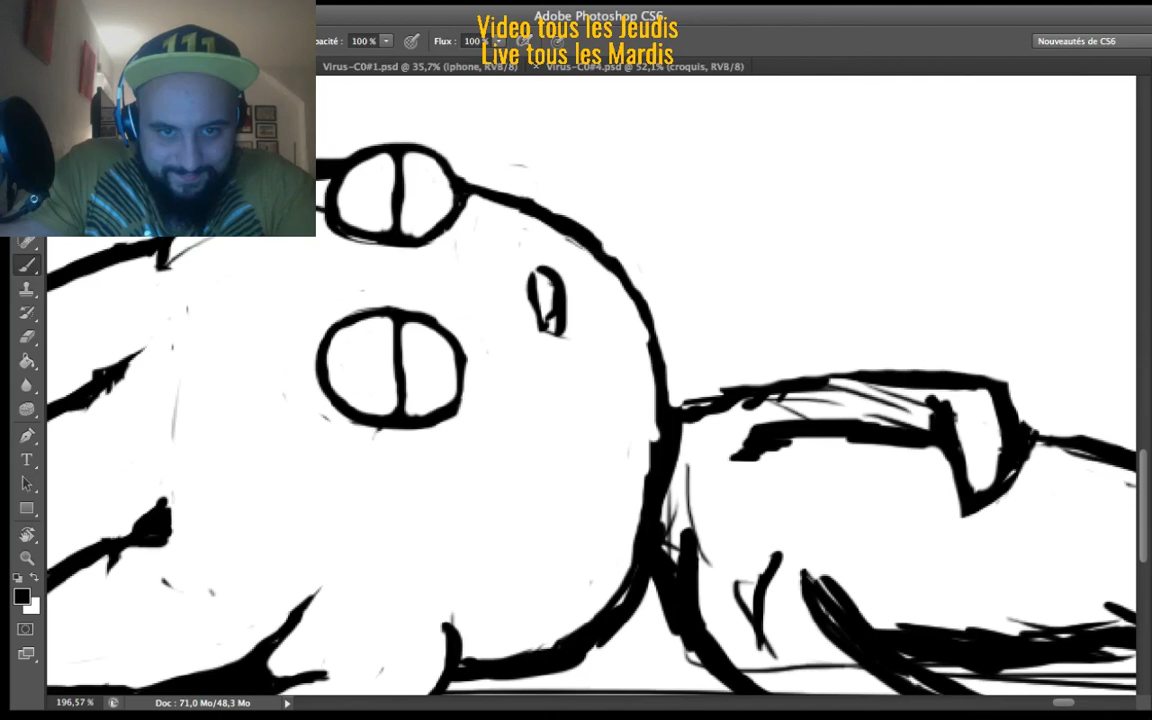 Adobe Photoshop CS6
Video tous les Jeudis
Live tous les Mardis
pacité : 100 % Flux : 100 % Nouveautés de CS6
Virus-C0#1.psd @ 35,7% (iphone, RVB/8) × Virus-C0#4.psd @ 52,1% (croquis, RVB/8)
111
196,57 % Doc : 71,0 Mo/48,3 Mo